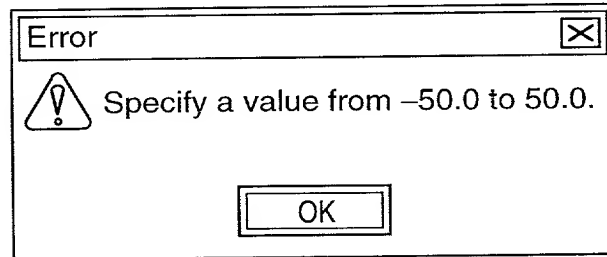 Error
Specify a value from –50.0 to 50.0.
OK